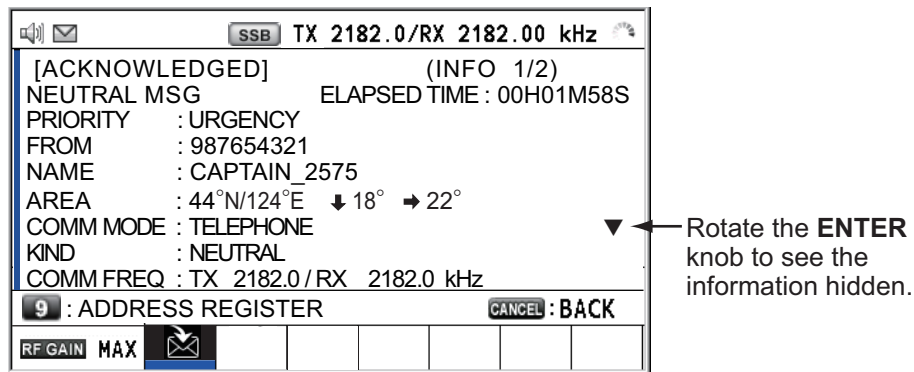 SSB TX 2182.0/RX 2182.00 kHz
[ACKNOWLEDGED] (INFO 1/2)
NEUTRAL MSG ELAPSED TIME : 00H01M58S
PRIORITY : URGENCY
FROM : 987654321
NAME : CAPTAIN_2575
AREA : 44°N/124°E ⬇ 18° ➡ 22°
COMM MODE : TELEPHONE
KIND : NEUTRAL
COMM FREQ : TX 2182.0 / RX 2182.0 kHz
9 : ADDRESS REGISTER CANCEL : BACK
RF GAIN MAX
Rotate the ENTER
knob to see the
information hidden.